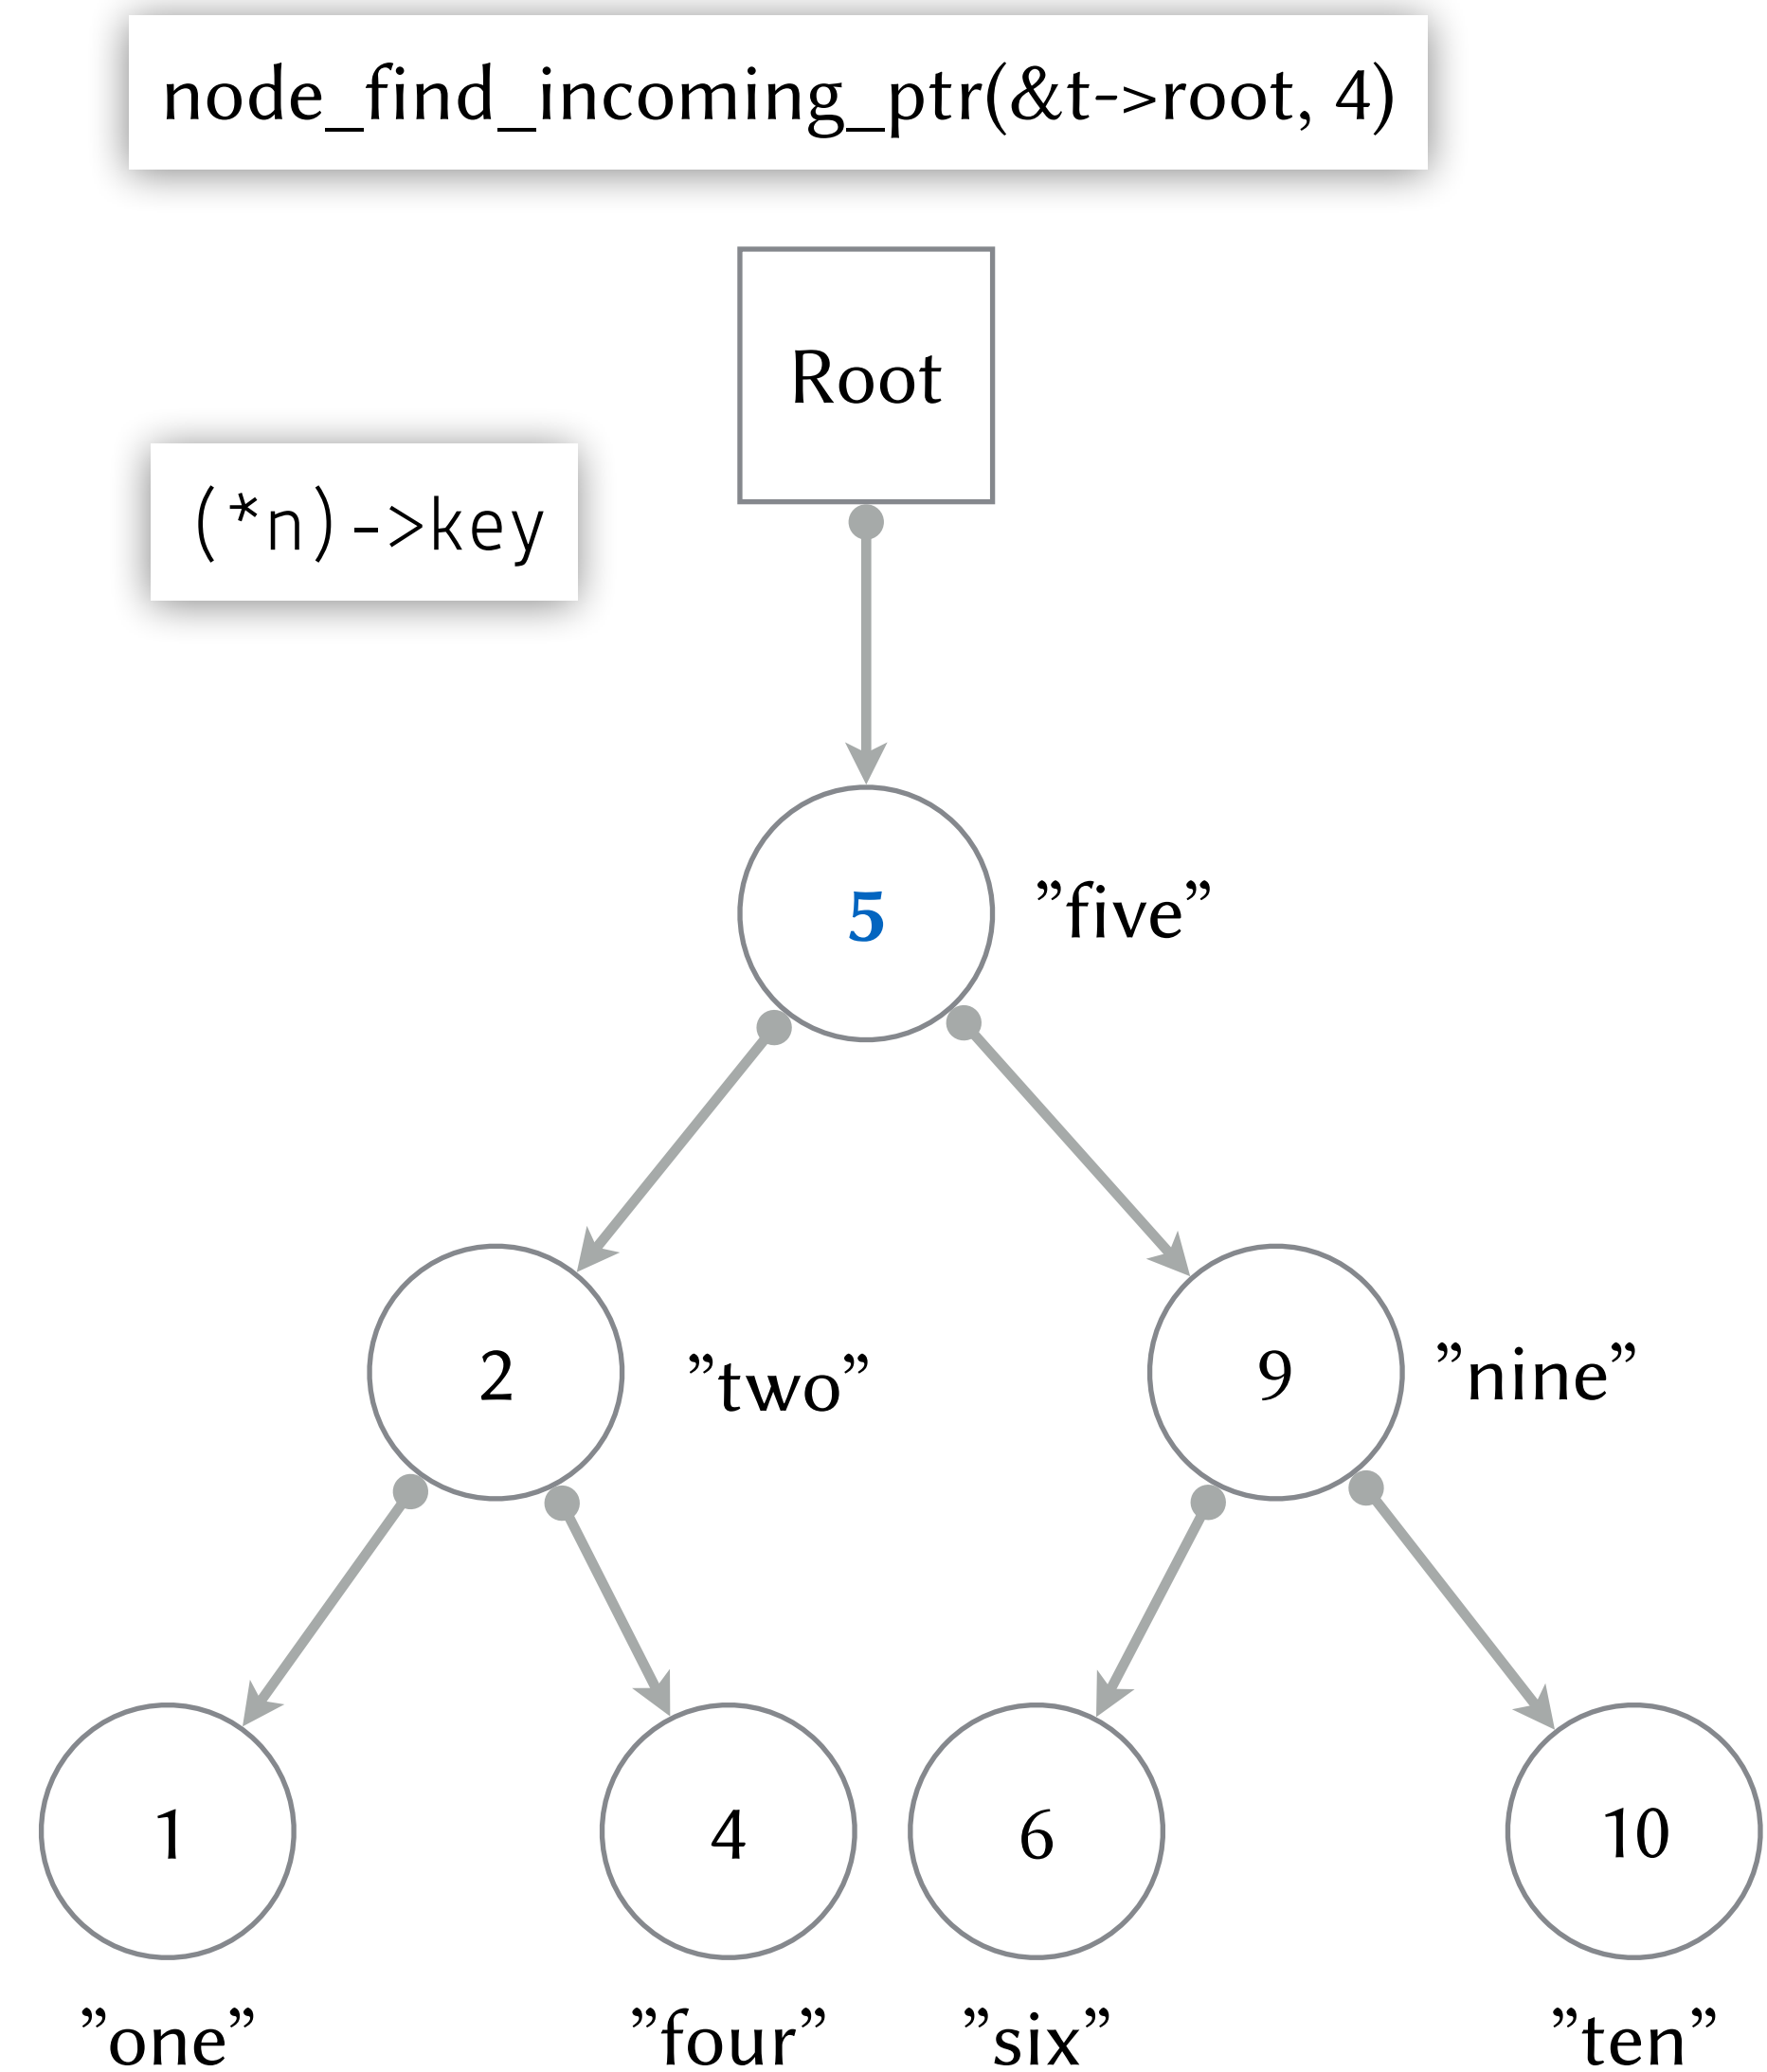 node_find_incoming_ptr(&t->root, 4)
Root
(*n)->key
5
”five”
2
”two”
9
”nine”
1
4
6
10
”one”
”four”
”six”
”ten”